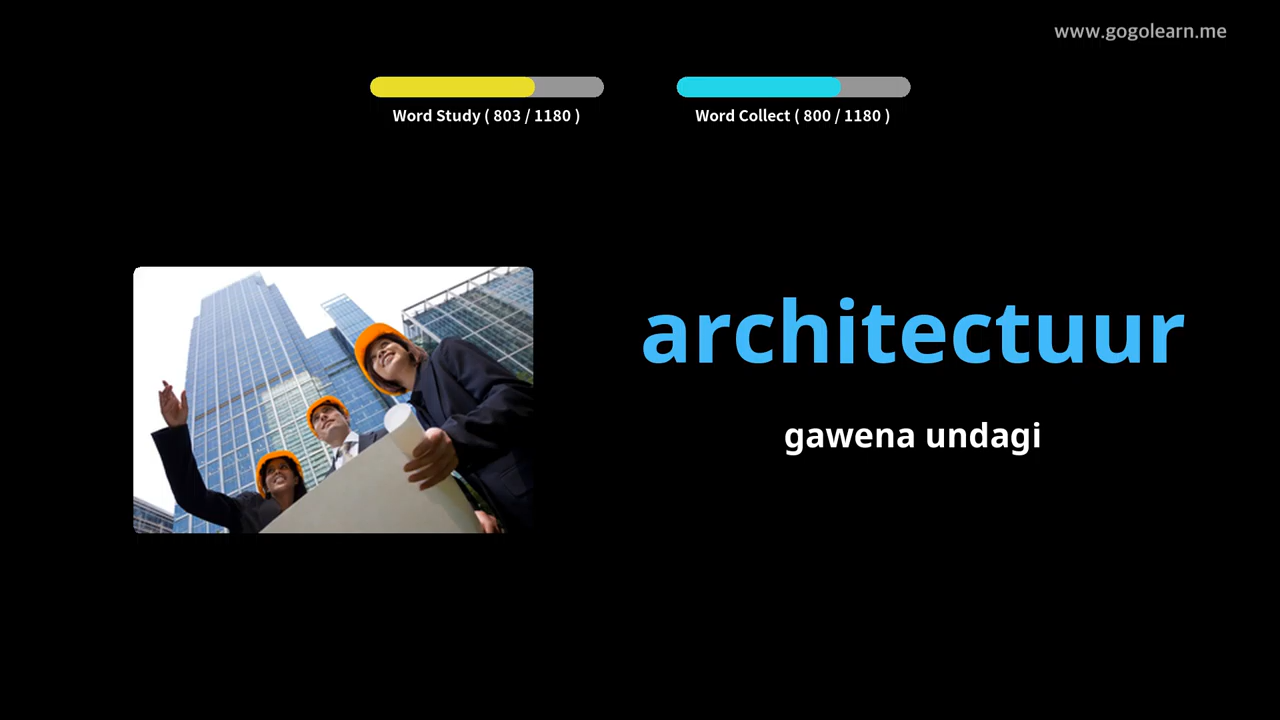 www.gogolearn.me
Word Study ( 803 / 1180 )
Word Collect ( 800 / 1180 )
architectuur
gawena undagi